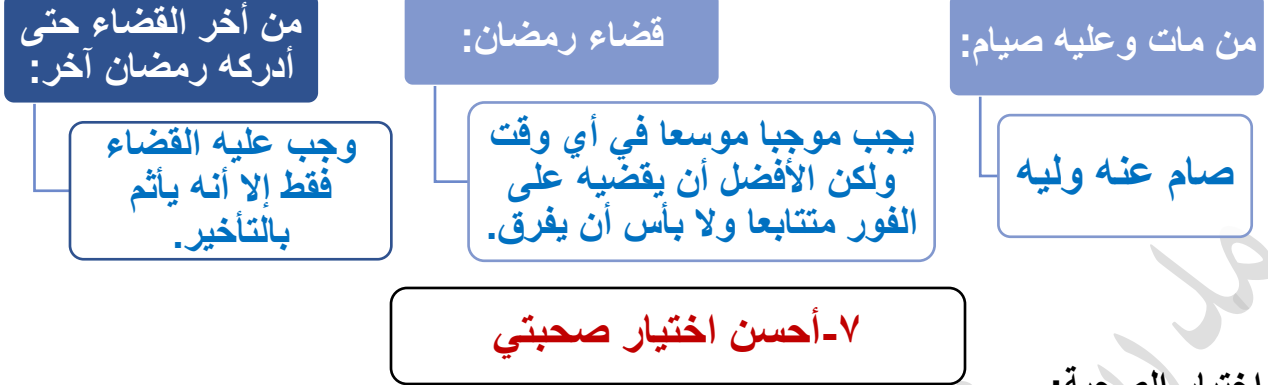 من مات وعليه صيام:
صام عنه وليه
قضاء رمضان:
يجب موجبا موسعا في أي وقت
ولكن الأفضل أن يقضيه على
الفور متتابعا ولا بأس أن يفرق.
من أخر القضاء حتى
أدركه رمضان آخر:
وجب عليه القضاء
فقط إلا أنه يأثم
بالتأخير.
٧-أحسن اختيار صحبتي